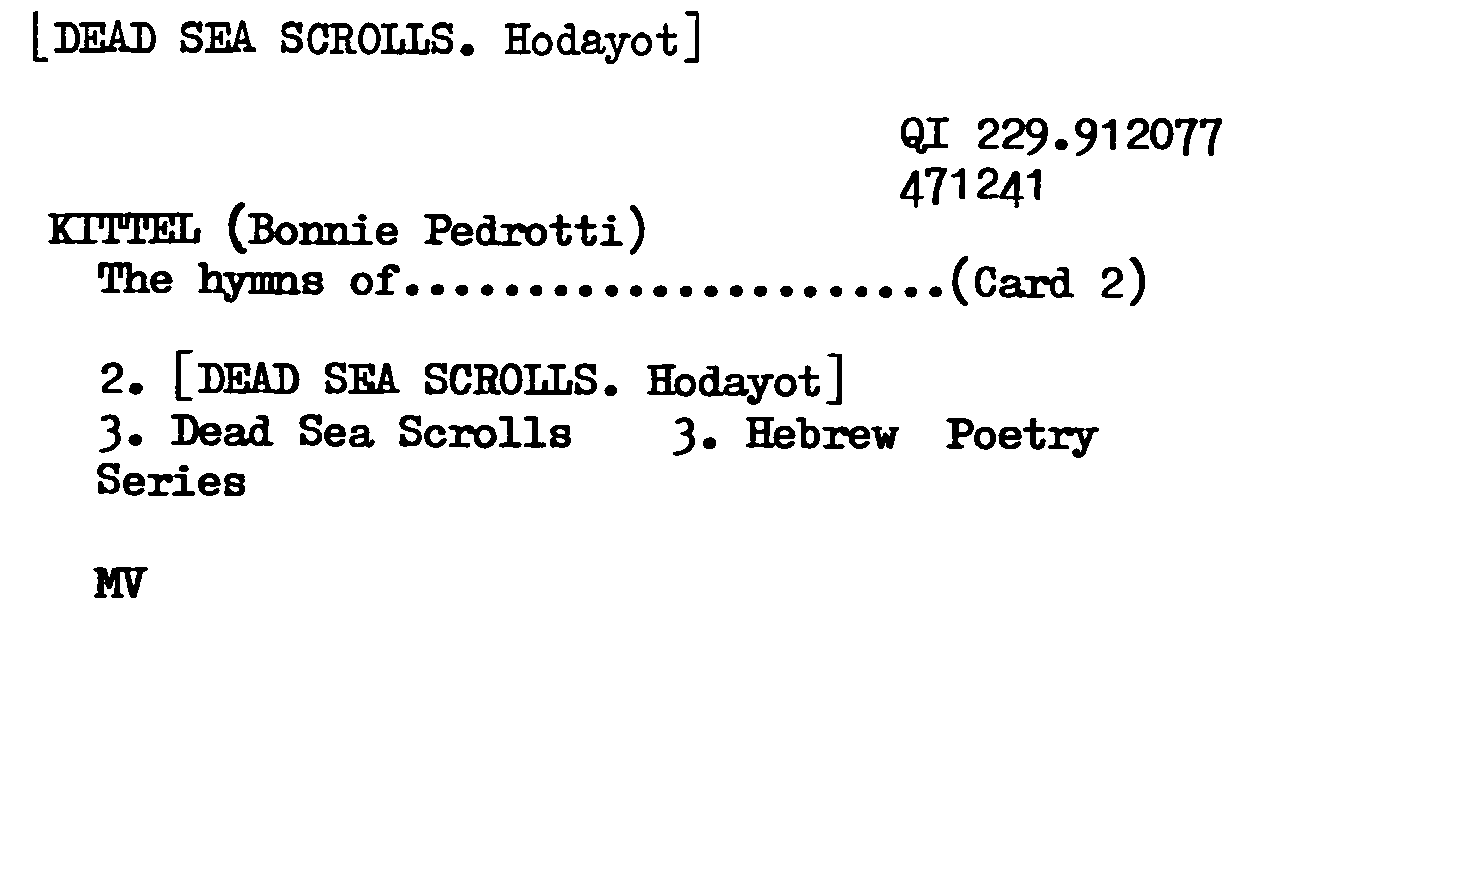 [DEAD SEA SCROLLS. Hodayot]
QI 229.912077
471241
KITTEL (Bonnie Pedrotti)
The hymns of......................(Card 2)
2. [DEAD SEA SCROLLS. Hodayot]
3. Dead Sea Scrolls 3. Hebrew Poetry
Series
MV